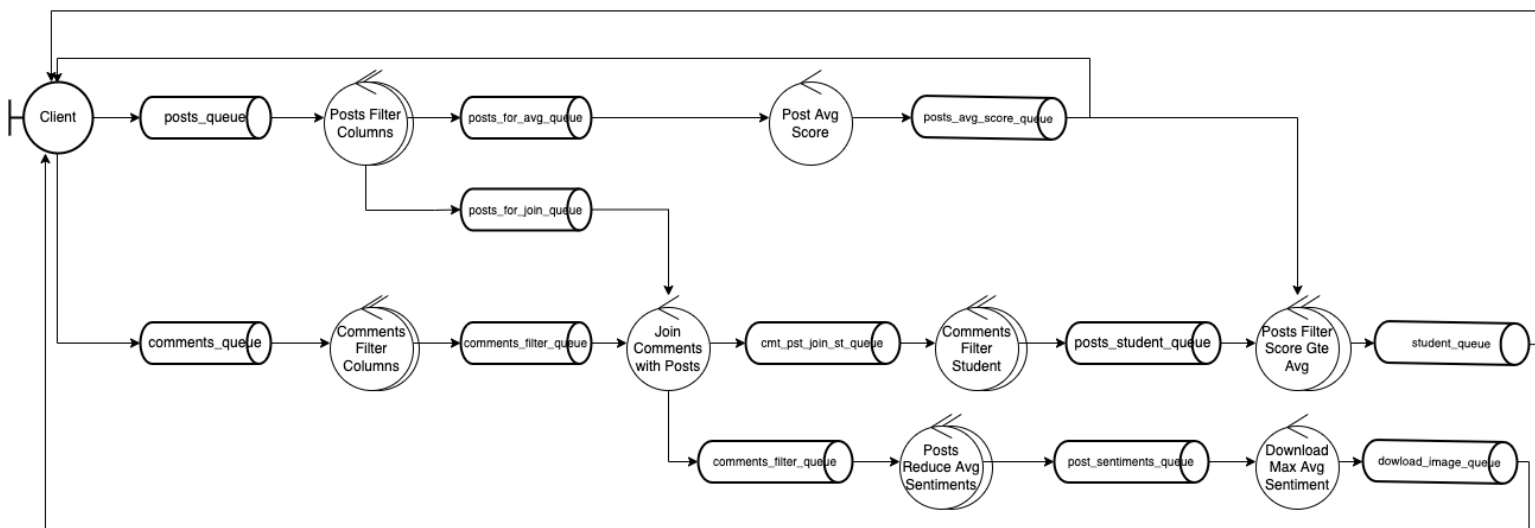 Client
posts_queue
Posts Filter
Columns
posts_for_avg_queue
Post Avg
Score
posts_avg_score_queue
posts_for_join_queue
comments_queue
Comments
Filter
Columns
comments_filter_queue
Join
Comments
with Posts
cmt_pst_join_st_queue
Comments
Filter
Student
posts_student_queue
Posts Filter
Score Gte
Avg
student_queue
comments_filter_queue
Posts
Reduce Avg
Sentiments
post_sentiments_queue
Download
Max Avg
Sentiment
dowload_image_queue